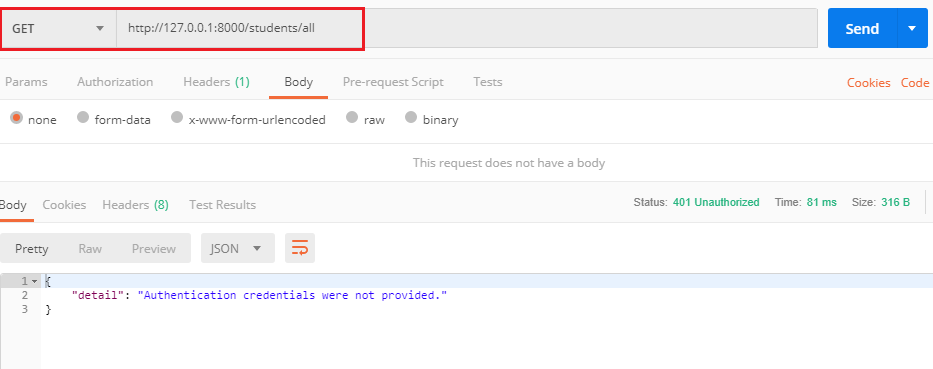 GET http://127.0.0.1:8000/students/all Send
Params Authorization Headers (1) Body Pre-request Script Tests Cookies Code
none form-data x-www-form-urlencoded raw binary
This request does not have a body
Body Cookies Headers (8) Test Results Status: 401 Unauthorized Time: 81 ms Size: 316 B
Pretty Raw Preview JSON
1 {
2 "detail": "Authentication credentials were not provided."
3 }